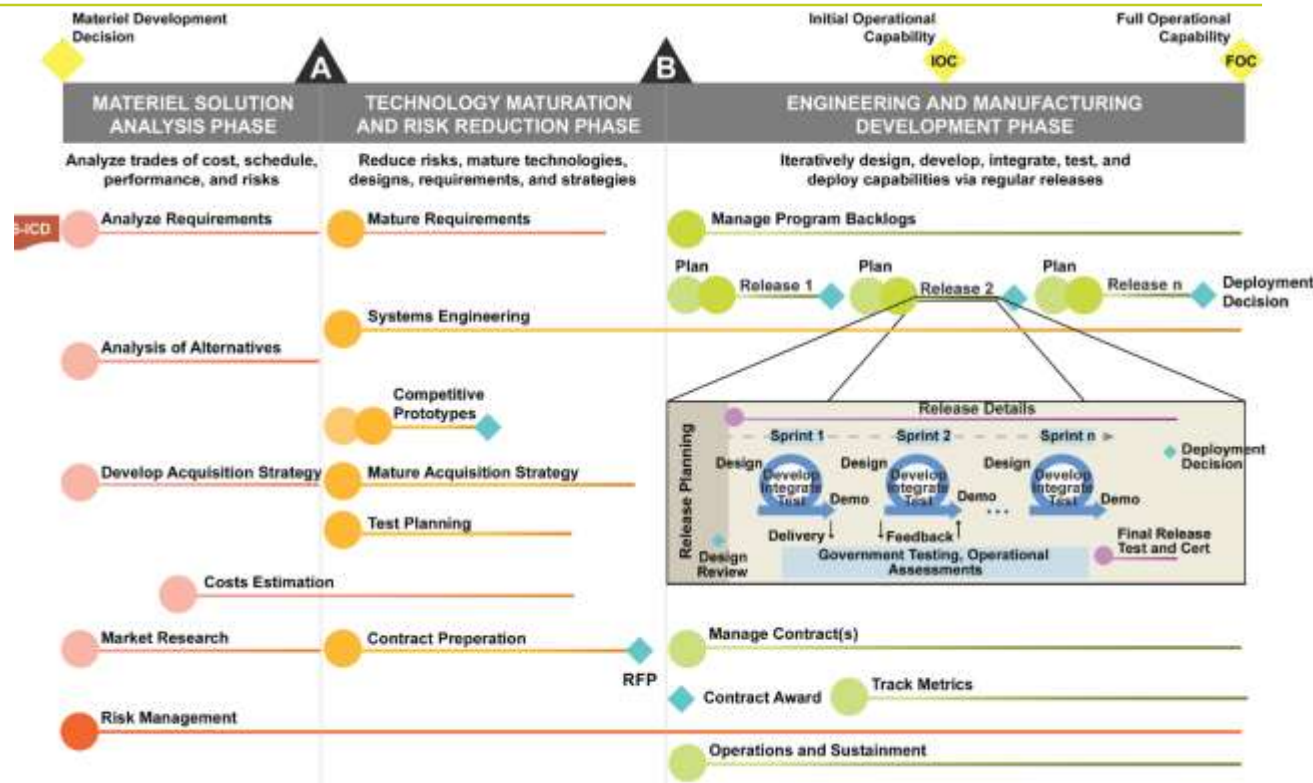 Materiel Development
Decision
Initial Operational
Capability
Full Operational
Capability
A
B
IOC
FOC
MATERIEL SOLUTION
ANALYSIS PHASE
TECHNOLOGY MATURATION
AND RISK REDUCTION PHASE
ENGINEERING AND MANUFACTURING
DEVELOPMENT PHASE
Analyze trades of cost, schedule,
performance, and risks
Reduce risks, mature technologies,
designs, requirements, and strategies
Iteratively design, develop, integrate, test, and
deploy capabilities via regular releases
S-ICD
Analyze Requirements
Mature Requirements
Manage Program Backlogs
Plan
Release 1
Plan
Release 2
Plan
Release n
Deployment
Decision
Systems Engineering
Analysis of Alternatives
Competitive
Prototypes
Develop Acquisition Strategy
Mature Acquisition Strategy
Test Planning
Costs Estimation
Release Planning
Release Details
Sprint 1
Sprint 2
Sprint n
Deployment
Decision
Design
Develop
Integrate
Test
Demo
Design
Develop
Integrate
Test
Demo
...
Design
Develop
Integrate
Test
Demo
Delivery
Feedback
Design
Review
Government Testing, Operational
Assessments
Final Release
Test and Cert
Market Research
Contract Preperation
RFP
Manage Contract(s)
Contract Award
Track Metrics
Risk Management
Operations and Sustainment